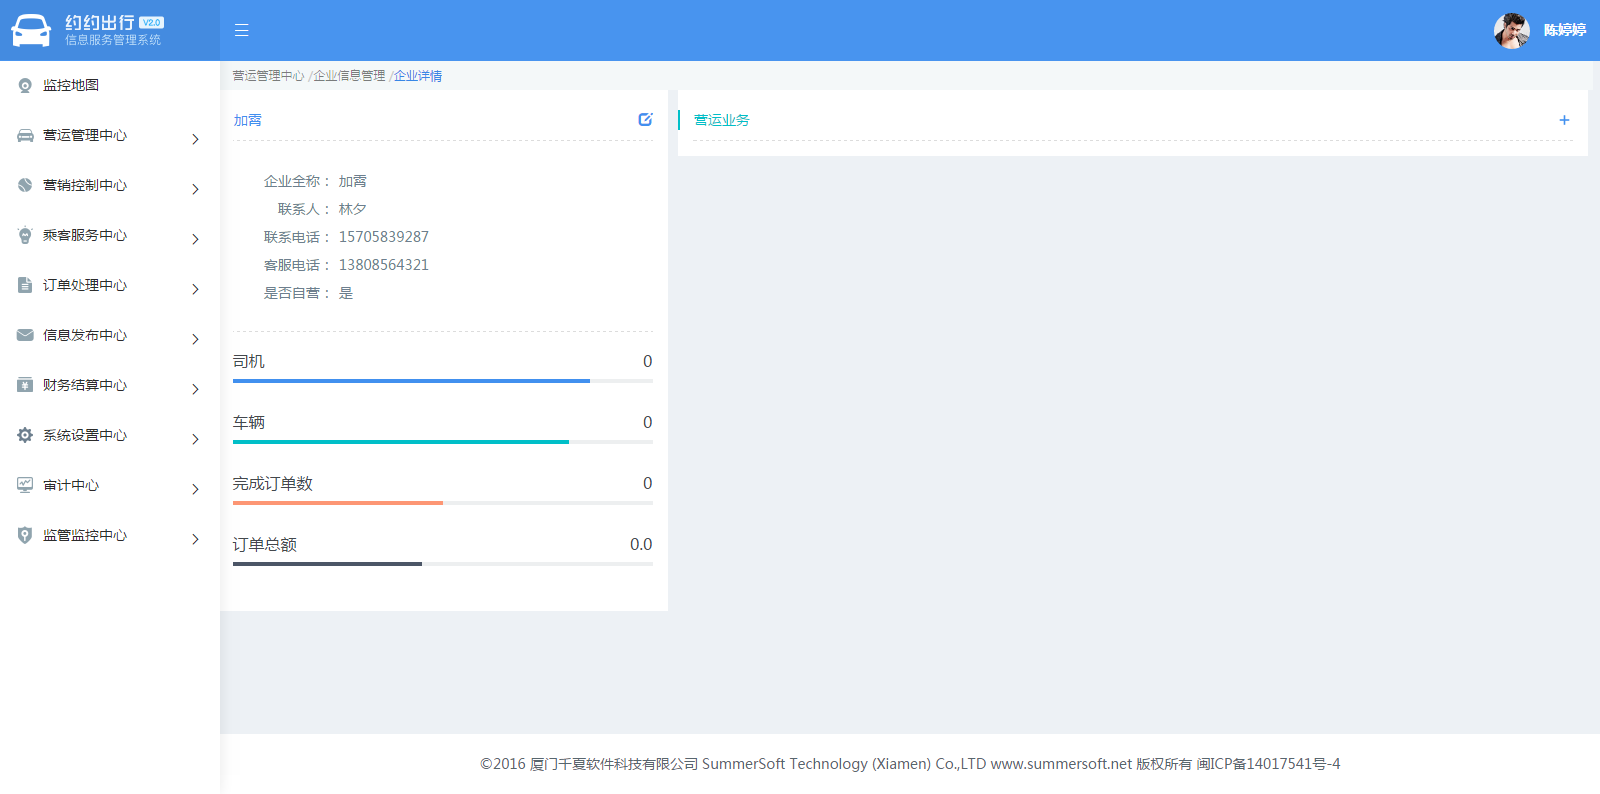 约约出行 V2.0
信息服务管理系统
陈婷婷
监控地图
营运管理中心
营销控制中心
乘客服务中心
订单处理中心
信息发布中心
财务结算中心
系统设置中心
审计中心
监管监控中心
营运管理中心 /企业信息管理 /企业详情
加霄
企业全称： 加霄
联系人： 林夕
联系电话： 15705839287
客服电话： 13808564321
是否自营： 是
司机 0
车辆 0
完成订单数 0
订单总额 0.0
营运业务 +
©2016 厦门千夏软件科技有限公司 SummerSoft Technology (Xiamen) Co.,LTD www.summersoft.net 版权所有 闽ICP备14017541号-4